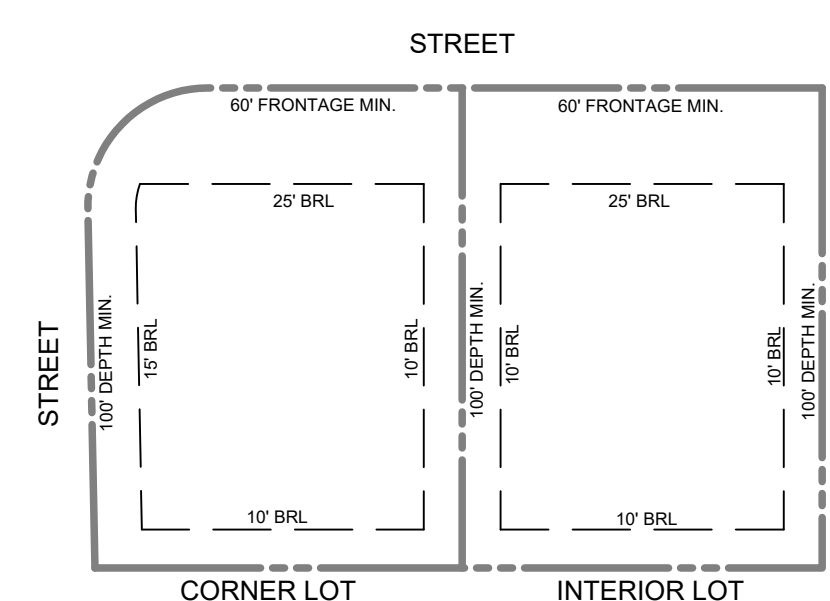 STREET
60' FRONTAGE MIN.
60' FRONTAGE MIN.
25' BRL
25' BRL
STREET
100' DEPTH MIN.
15' BRL
10' BRL
100' DEPTH MIN.
10' BRL
10' BRL
100' DEPTH MIN.
10' BRL
10' BRL
CORNER LOT
INTERIOR LOT